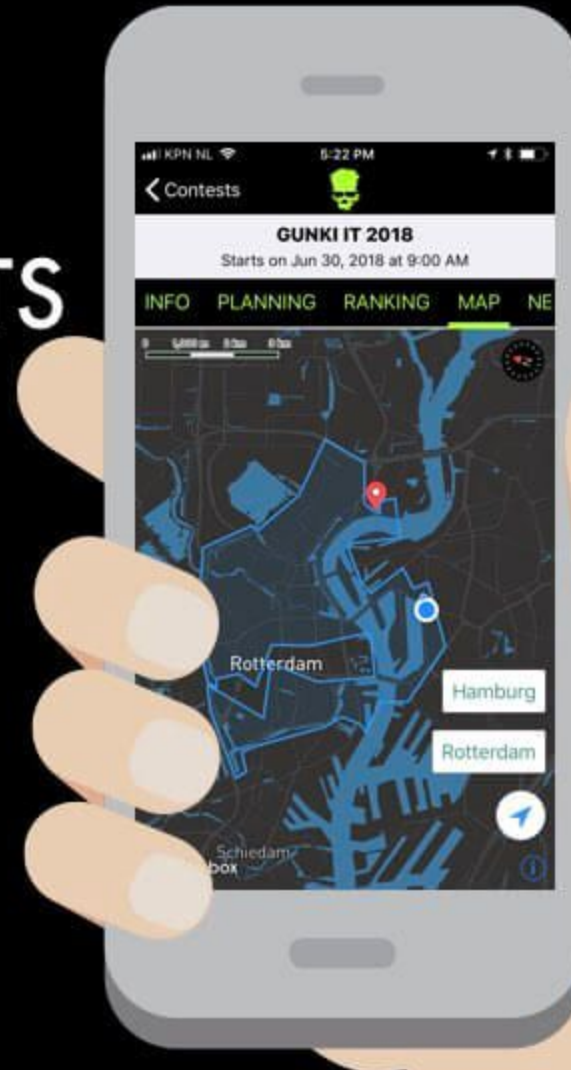 TS
KPN NL 5:22 PM
Contests
GUNKI IT 2018
Starts on Jun 30, 2018 at 9:00 AM
INFO PLANNING RANKING MAP NE
0
Rotterdam
Hamburg
Rotterdam
Schiedam
box